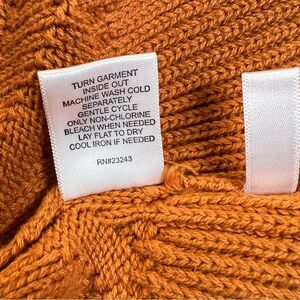 TURN GARMENT
INSIDE OUT
MACHINE WASH COLD
SEPARATELY
GENTLE CYCLE
ONLY NON-CHLORINE
BLEACH WHEN NEEDED
LAY FLAT TO DRY
COOL IRON IF NEEDED
RN#23243